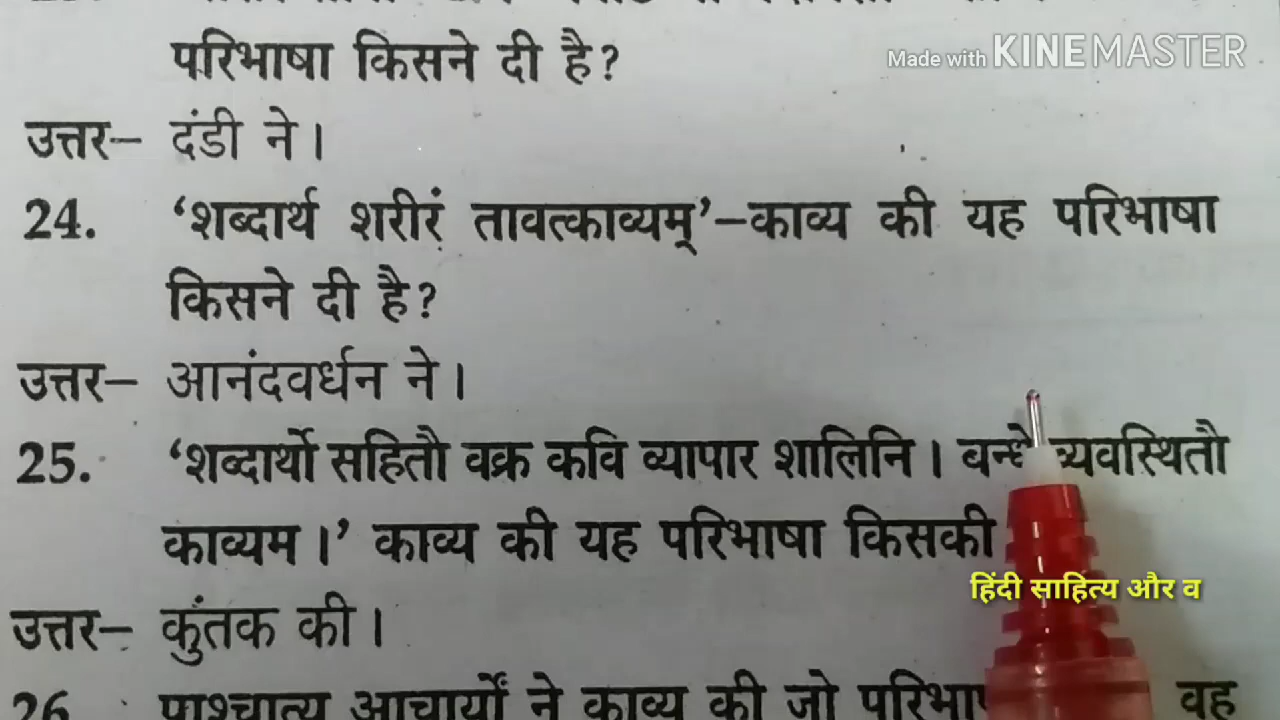 परिभाषा किसने दी है?
Made with KINEMASTER
उत्तर– दंडी ने।
24. ‘शब्दार्थ शरीरं तावत्काव्यम्’–काव्य की यह परिभाषा
किसने दी है?
उत्तर– आनंदवर्धन ने।
25. ‘शब्दार्थो सहितौ वक्र कवि व्यापार शालिनि। बन्धे व्यवस्थितौ
काव्यम।’ काव्य की यह परिभाषा किसकी
हिंदी साहित्य और व
उत्तर– कुंतक की।
26. पाश्चात्य आचार्यों ने काव्य की जो वह